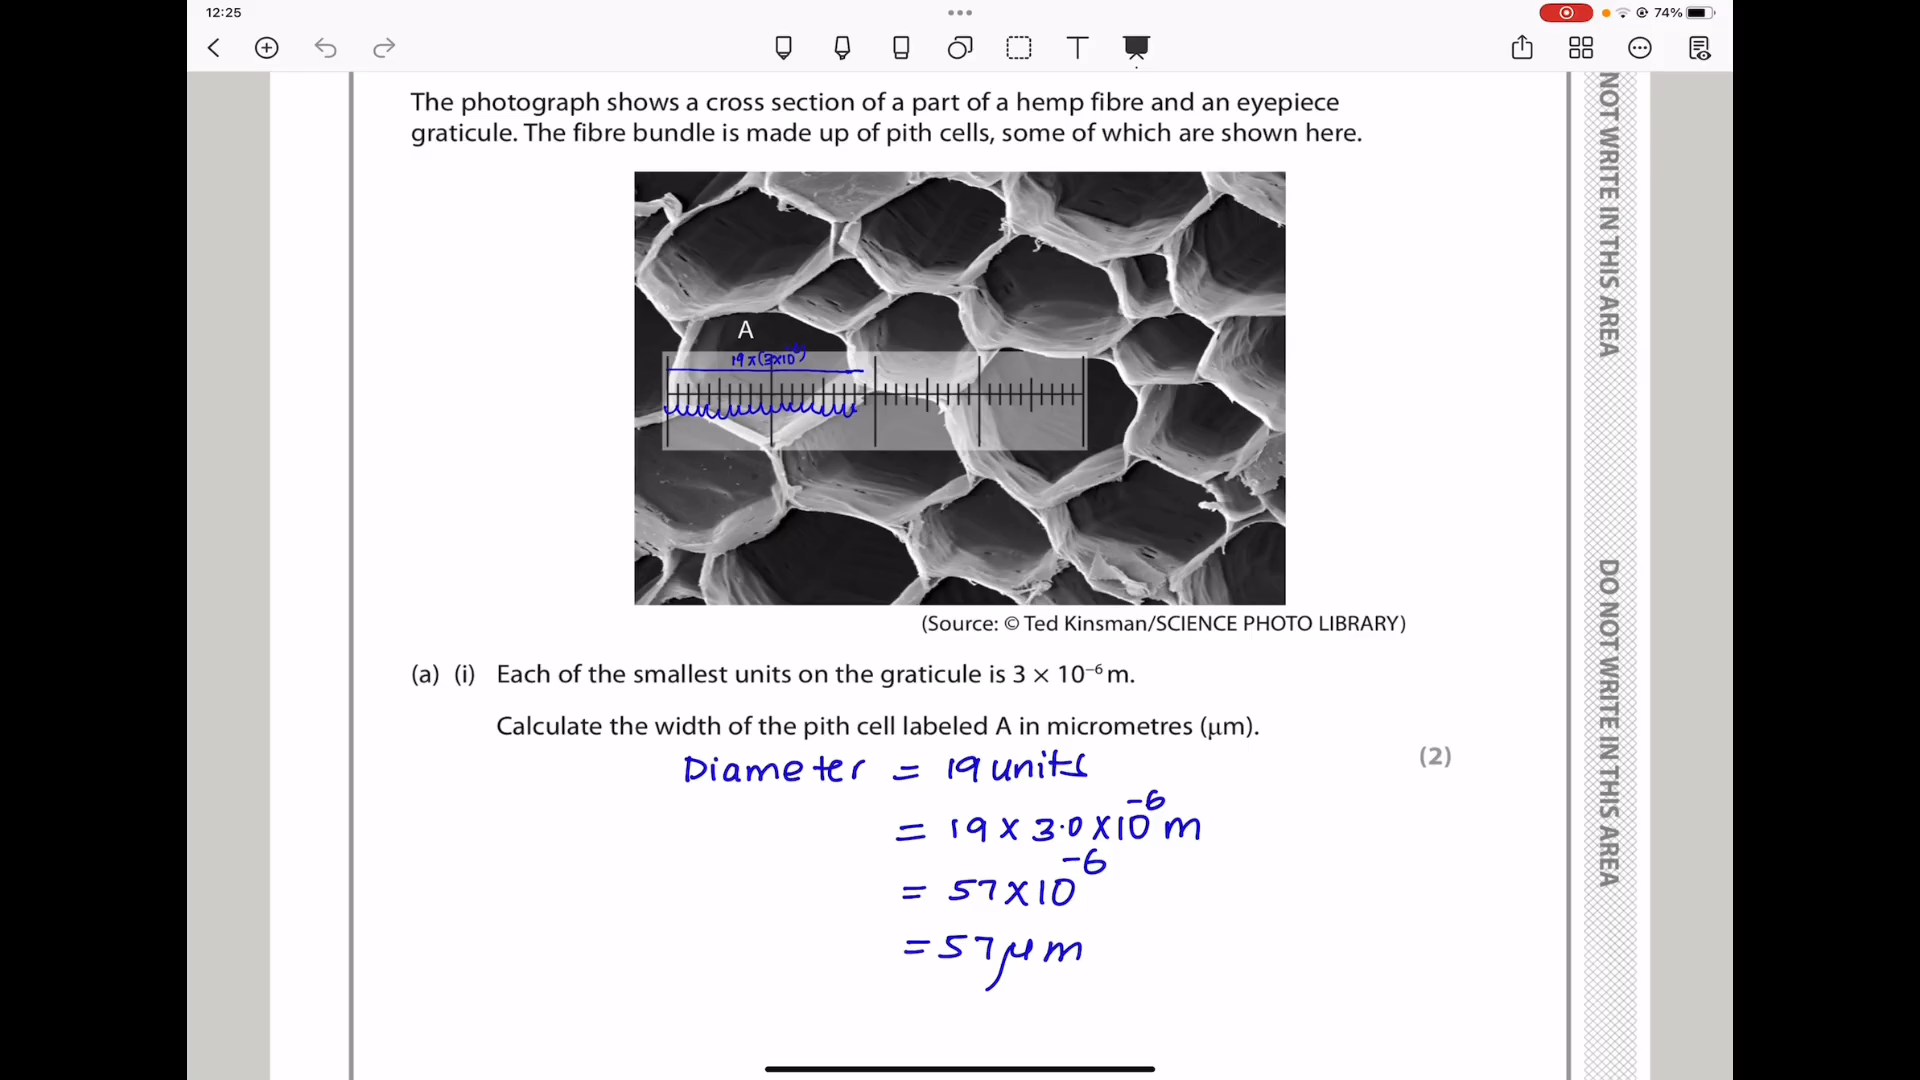 12:25
74%
The photograph shows a cross section of a part of a hemp fibre and an eyepiece
graticule. The fibre bundle is made up of pith cells, some of which are shown here.
A
19 x (3x10⁻⁶)
(Source: © Ted Kinsman/SCIENCE PHOTO LIBRARY)
(a) (i) Each of the smallest units on the graticule is 3 × 10⁻⁶ m.
Calculate the width of the pith cell labeled A in micrometres (µm).
(2)
Diameter = 19 units
= 19 x 3.0 x 10⁻⁶ m
= 57 x 10⁻⁶
= 57 µm
NOT WRITE IN THIS AREA
DO NOT WRITE IN THIS AREA